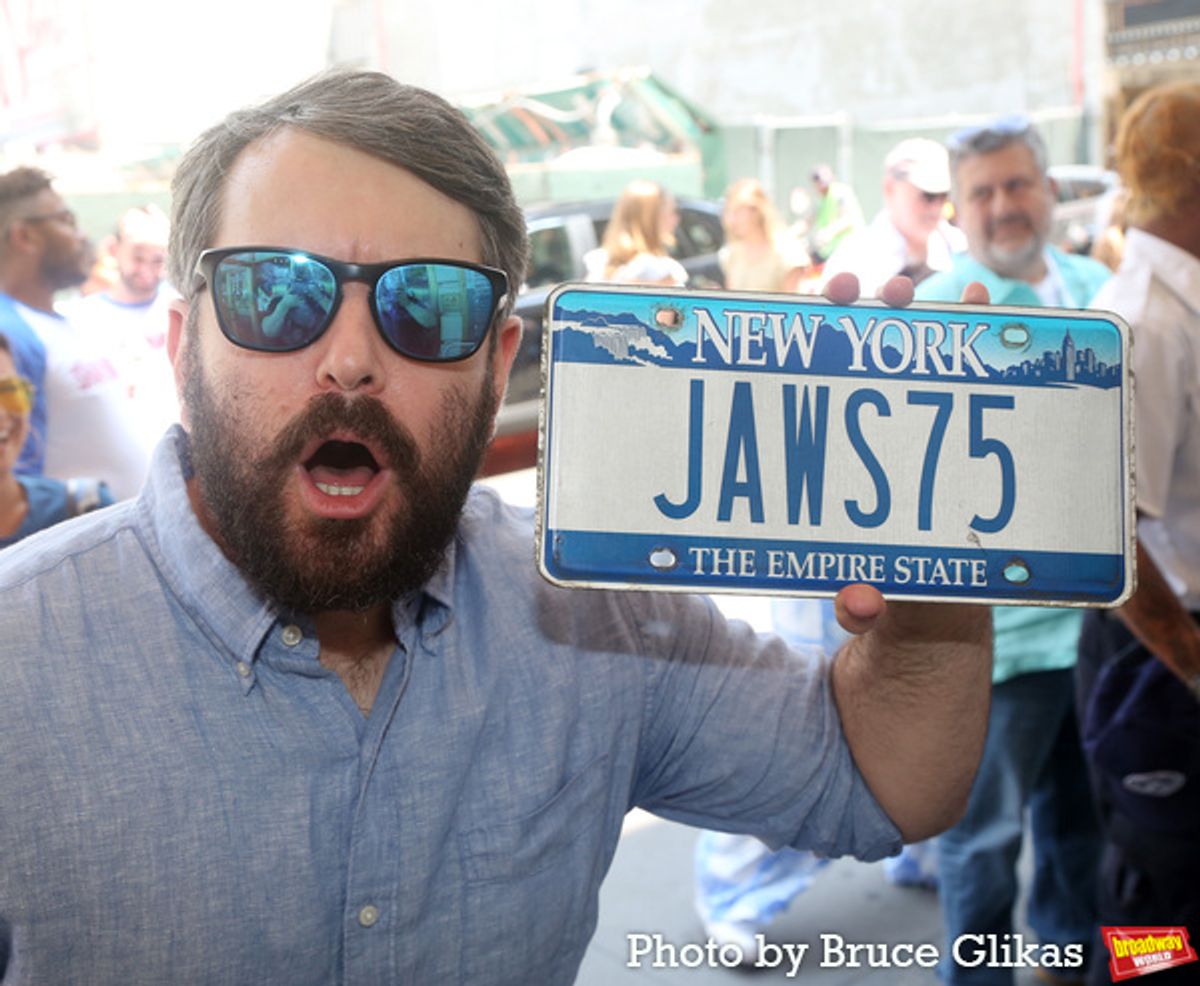 NEW YORK
JAWS75
THE EMPIRE STATE
Photo by Bruce Glikas
broadway
WORLD